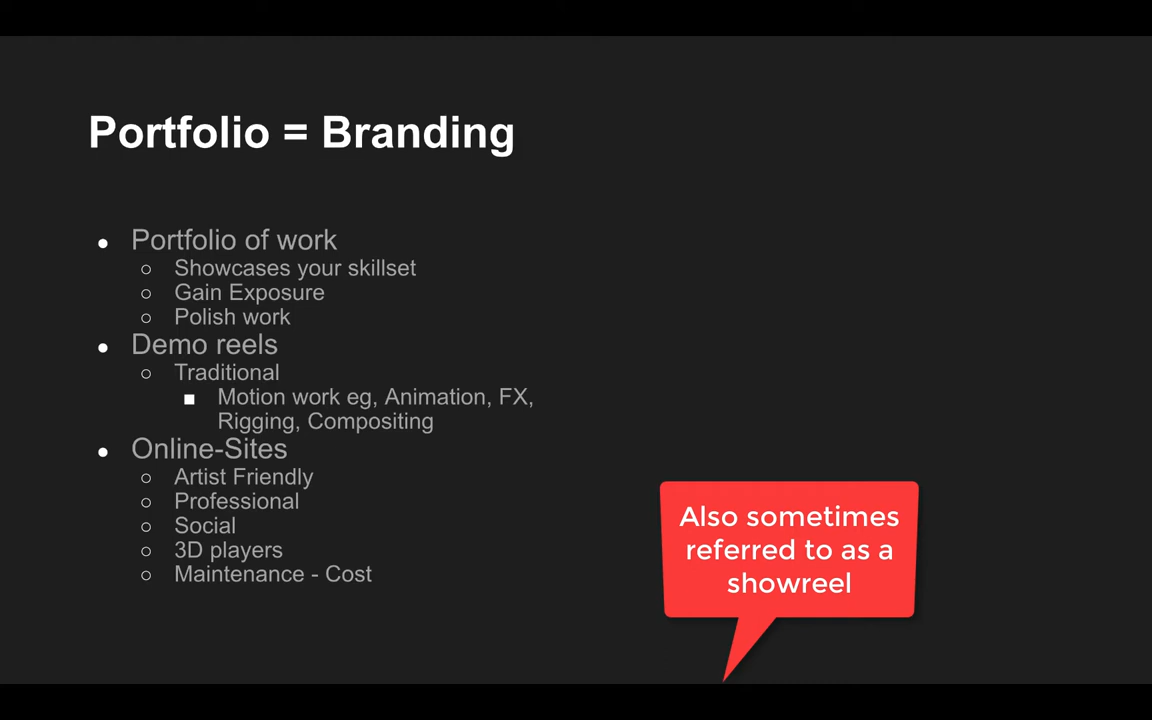 Portfolio = Branding
● Portfolio of work
○ Showcases your skillset
○ Gain Exposure
○ Polish work
● Demo reels
○ Traditional
■ Motion work eg, Animation, FX,
Rigging, Compositing
● Online-Sites
○ Artist Friendly
○ Professional
○ Social
○ 3D players
○ Maintenance - Cost
Also sometimes
referred to as a
showreel